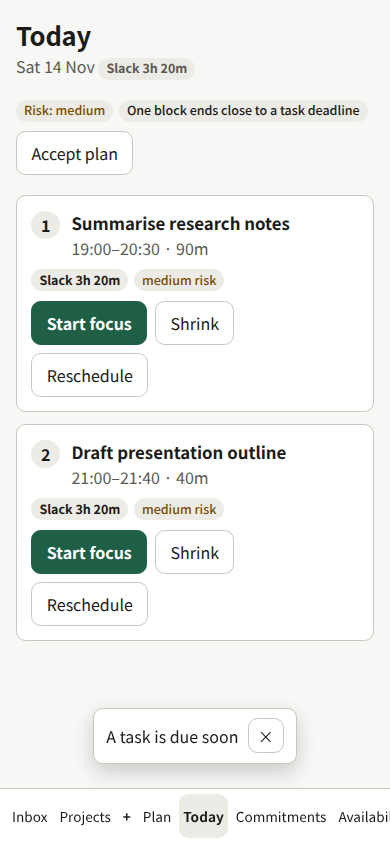 Today
Sat 14 Nov Slack 3h 20m
Risk: medium One block ends close to a task deadline
Accept plan
1 Summarise research notes
19:00–20:30 · 90m
Slack 3h 20m medium risk
Start focus Shrink
Reschedule
2 Draft presentation outline
21:00–21:40 · 40m
Slack 3h 20m medium risk
Start focus Shrink
Reschedule
A task is due soon ×
Inbox Projects + Plan Today Commitments Availabi